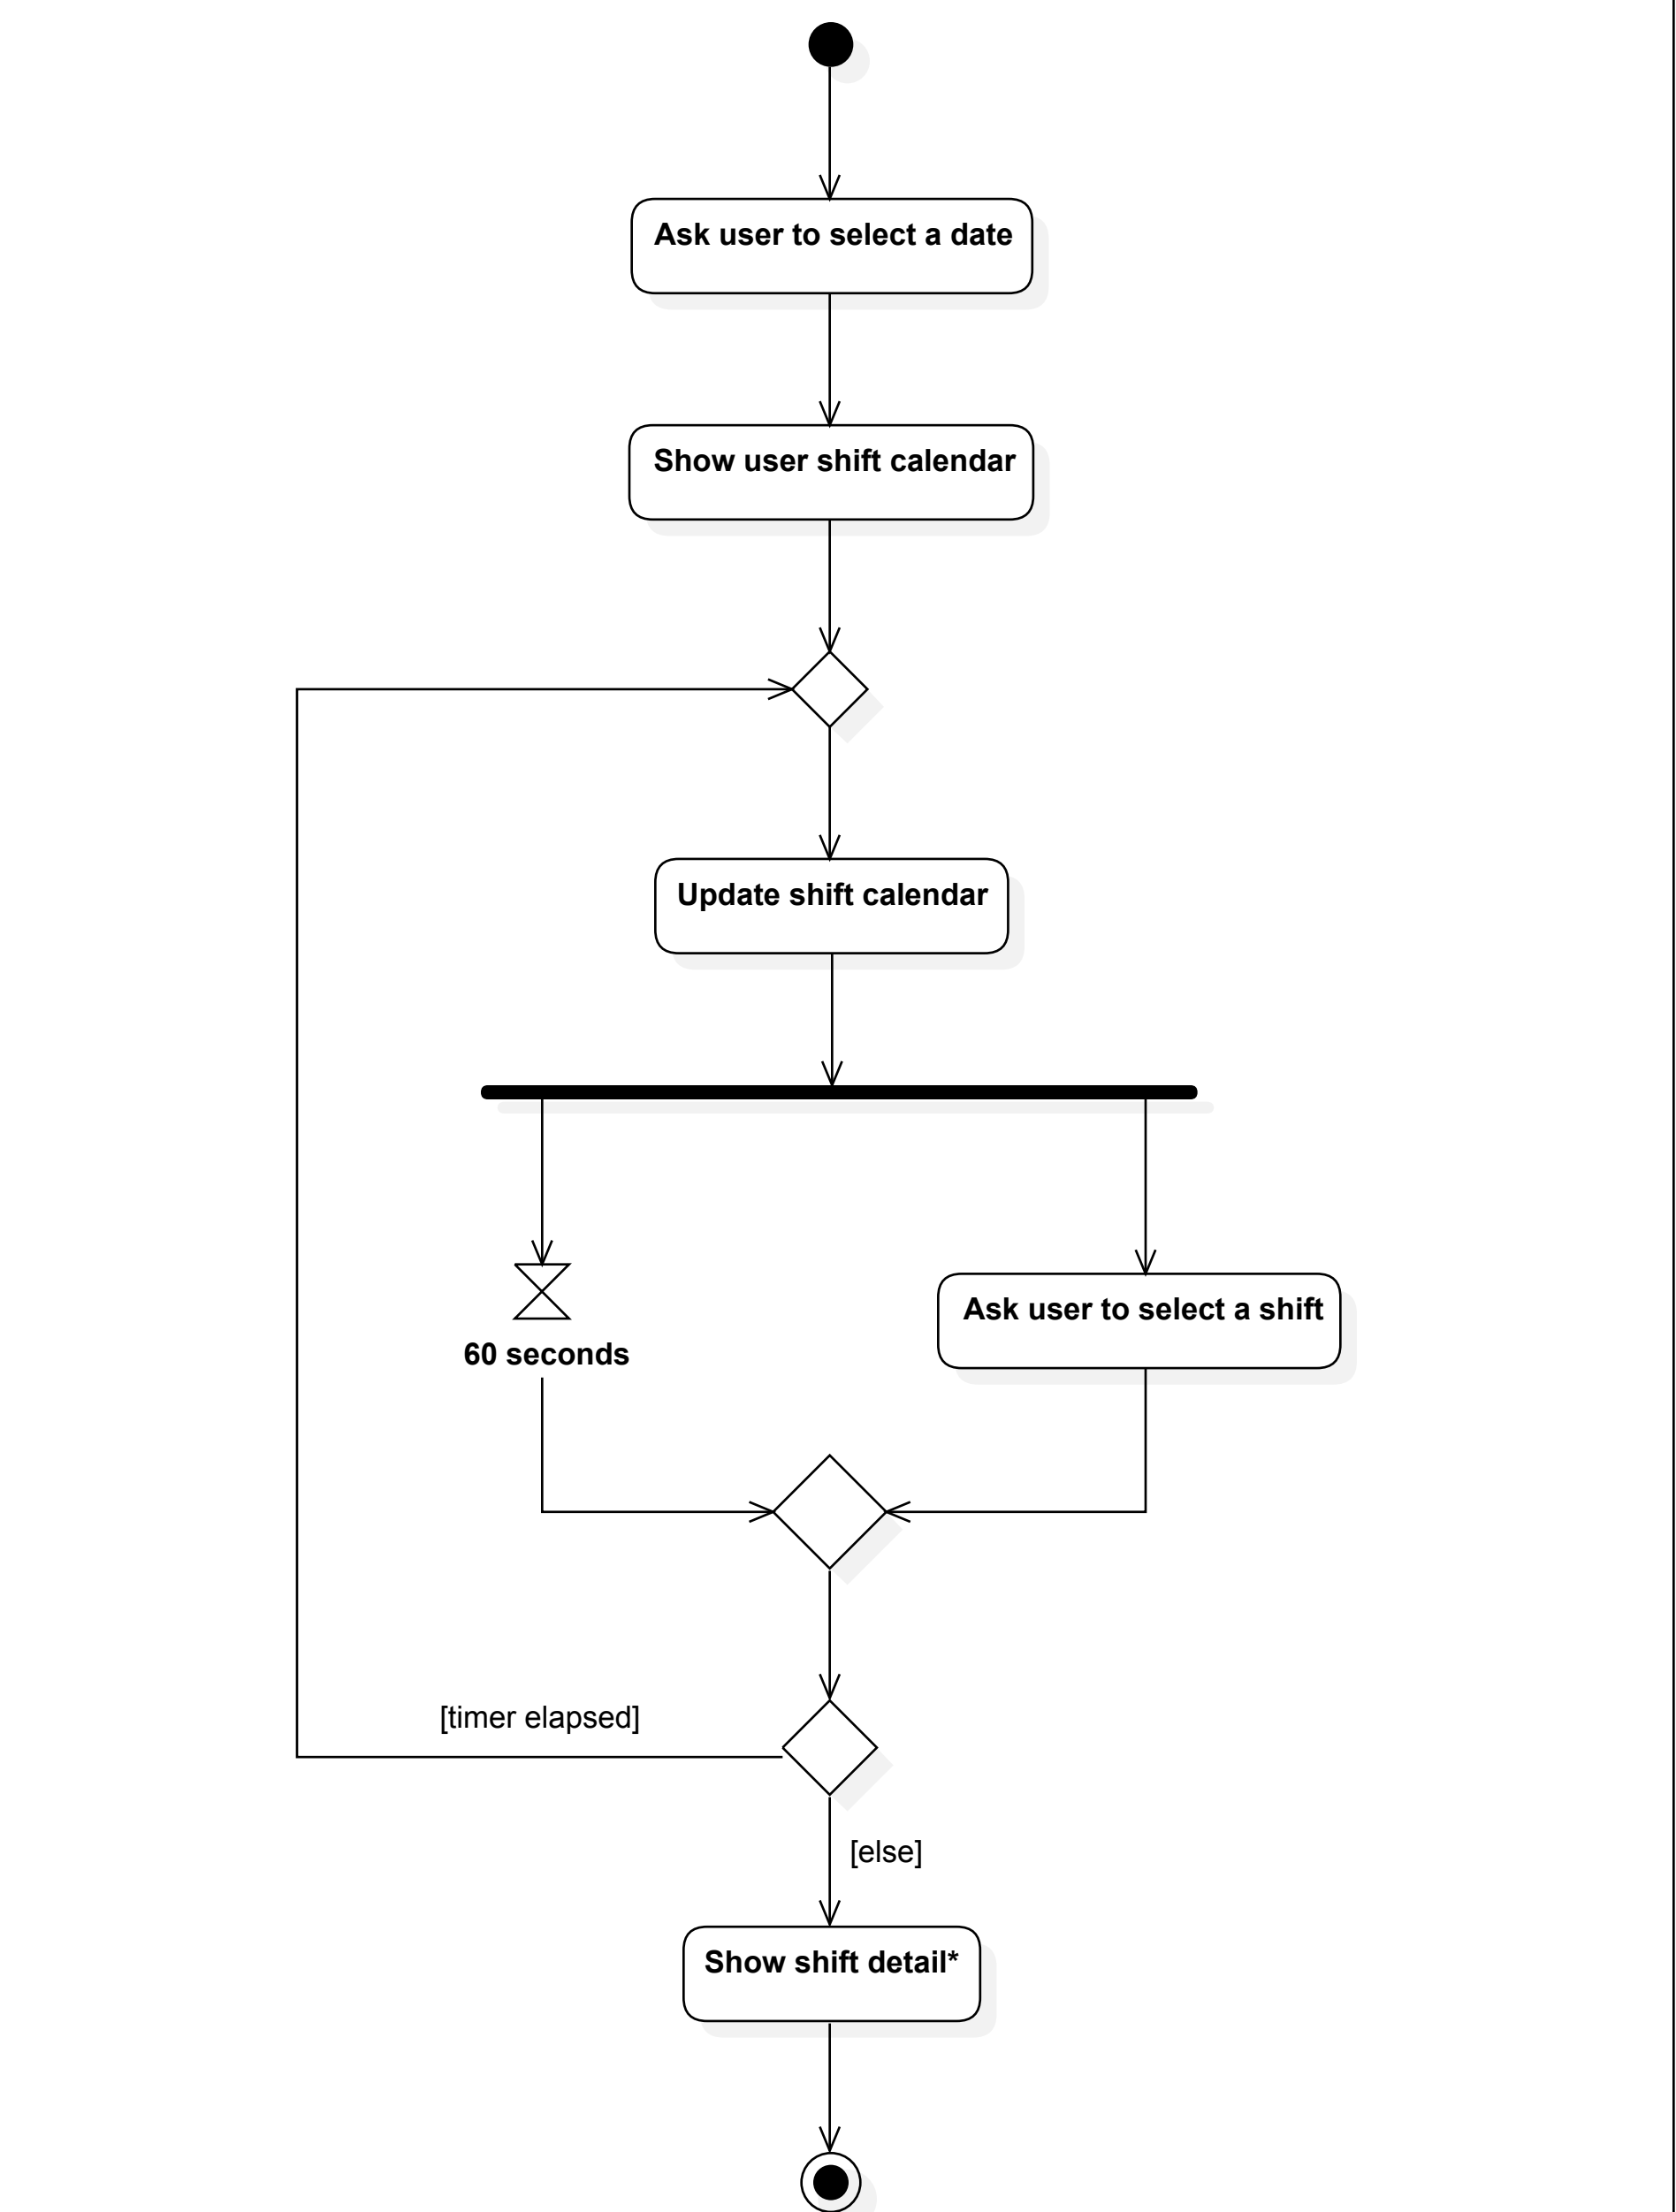 Ask user to select a date
Show user shift calendar
Update shift calendar
60 seconds
Ask user to select a shift
[timer elapsed]
[else]
Show shift detail*